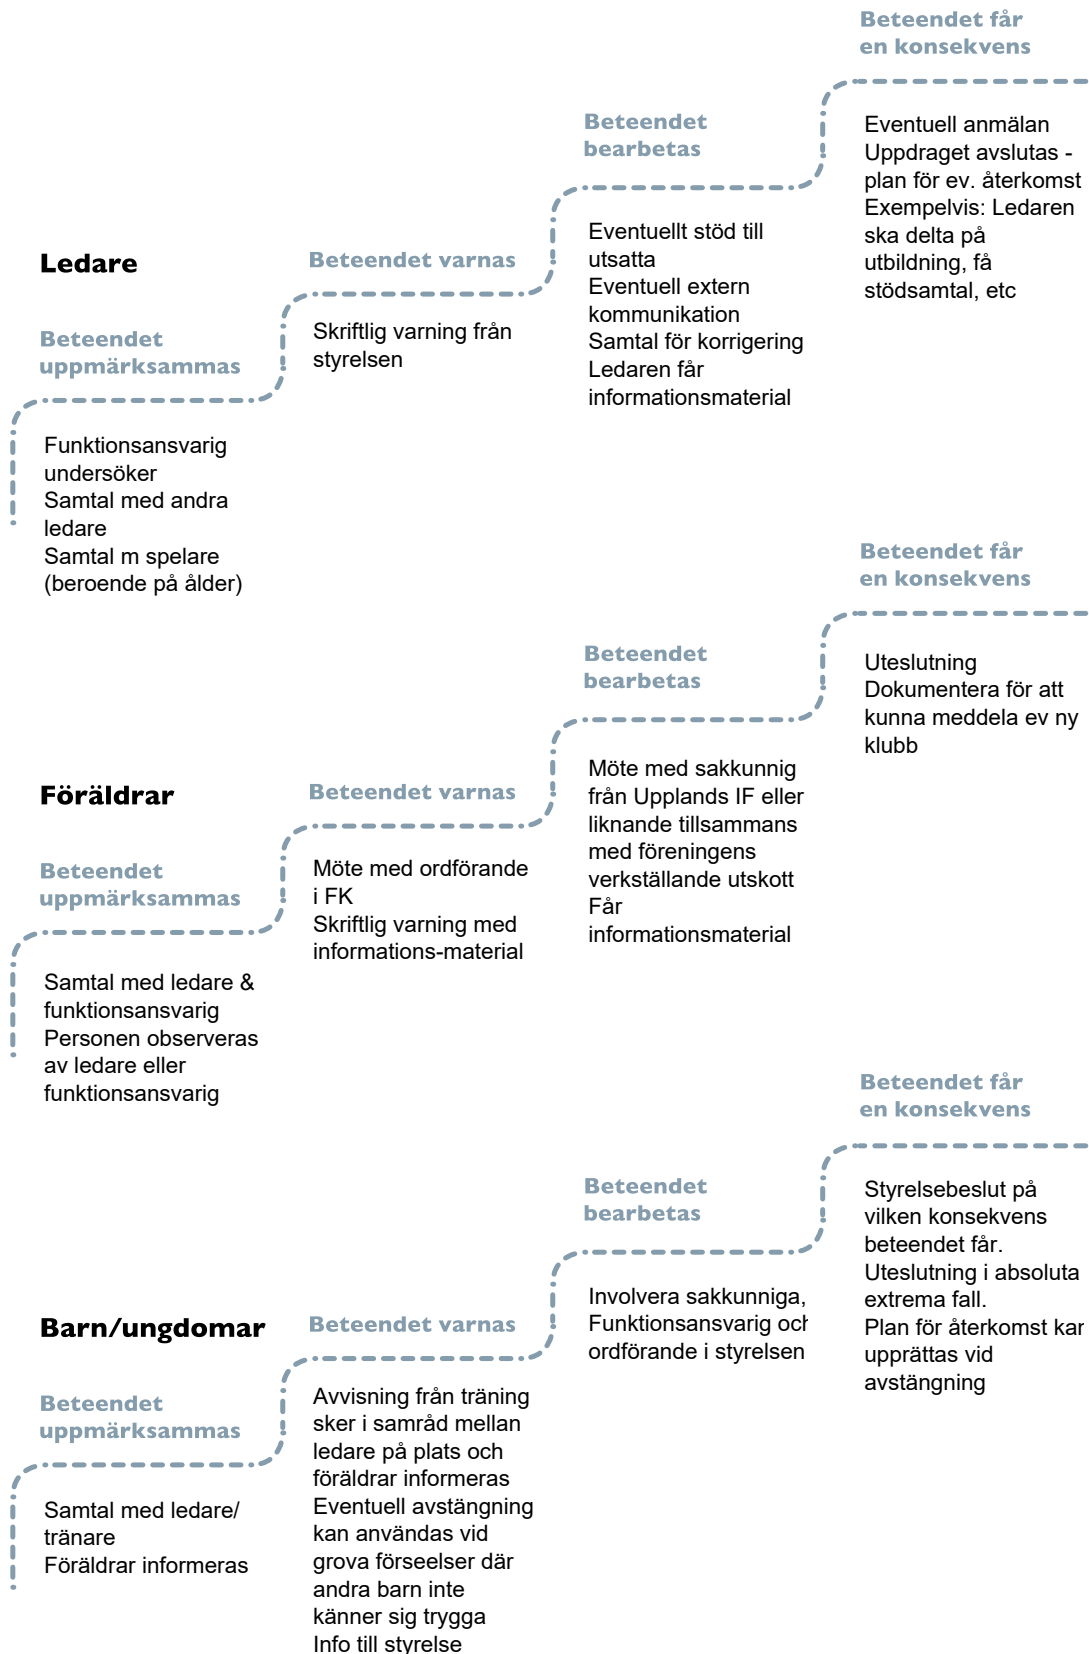 Ledare
Beteendet
uppmärksammas
Funktionsansvarig
undersöker
Samtal med andra
ledare
Samtal m spelare
(beroende på ålder)
Beteendet varnas
Skriftlig varning från
styrelsen
Beteendet
bearbetas
Eventuellt stöd till
utsatta
Eventuell extern
kommunikation
Samtal för korrigering
Ledaren får
informationsmaterial
Beteendet får
en konsekvens
Eventuell anmälan
Uppdraget avslutas -
plan för ev. återkomst
Exempelvis: Ledaren
ska delta på
utbildning, få
stödsamtal, etc
Föräldrar
Beteendet
uppmärksammas
Samtal med ledare &
funktionsansvarig
Personen observeras
av ledare eller
funktionsansvarig
Beteendet varnas
Möte med ordförande
i FK
Skriftlig varning med
informations-material
Beteendet
bearbetas
Möte med sakkunnig
från Upplands IF eller
liknande tillsammans
med föreningens
verkställande utskott
Får
informationsmaterial
Beteendet får
en konsekvens
Uteslutning
Dokumentera för att
kunna meddela ev ny
klubb
Barn/ungdomar
Beteendet
uppmärksammas
Samtal med ledare/
tränare
Föräldrar informeras
Beteendet varnas
Avvisning från träning
sker i samråd mellan
ledare på plats och
föräldrar informeras
Eventuell avstängning
kan användas vid
grova förseelser där
andra barn inte
känner sig trygga
Info till styrelse
Beteendet
bearbetas
Involvera sakkunniga,
Funktionsansvarig och
ordförande i styrelsen
Beteendet får
en konsekvens
Styrelsebeslut på
vilken konsekvens
beteendet får.
Uteslutning i absoluta
extrema fall.
Plan för återkomst kan
upprättas vid
avstängning